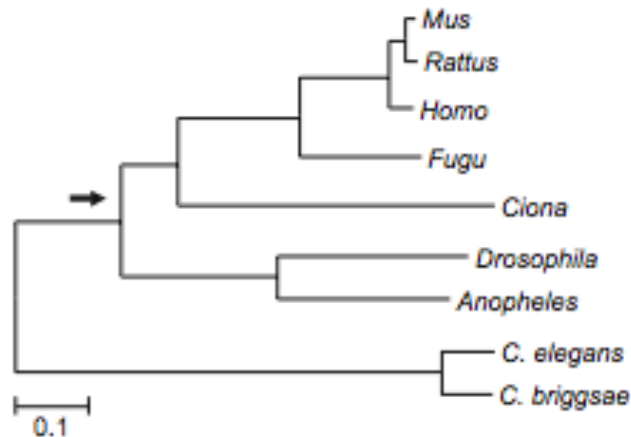 Mus
Rattus
Homo
Fugu
Ciona
Drosophila
Anopheles
C. elegans
C. briggsae
0.1